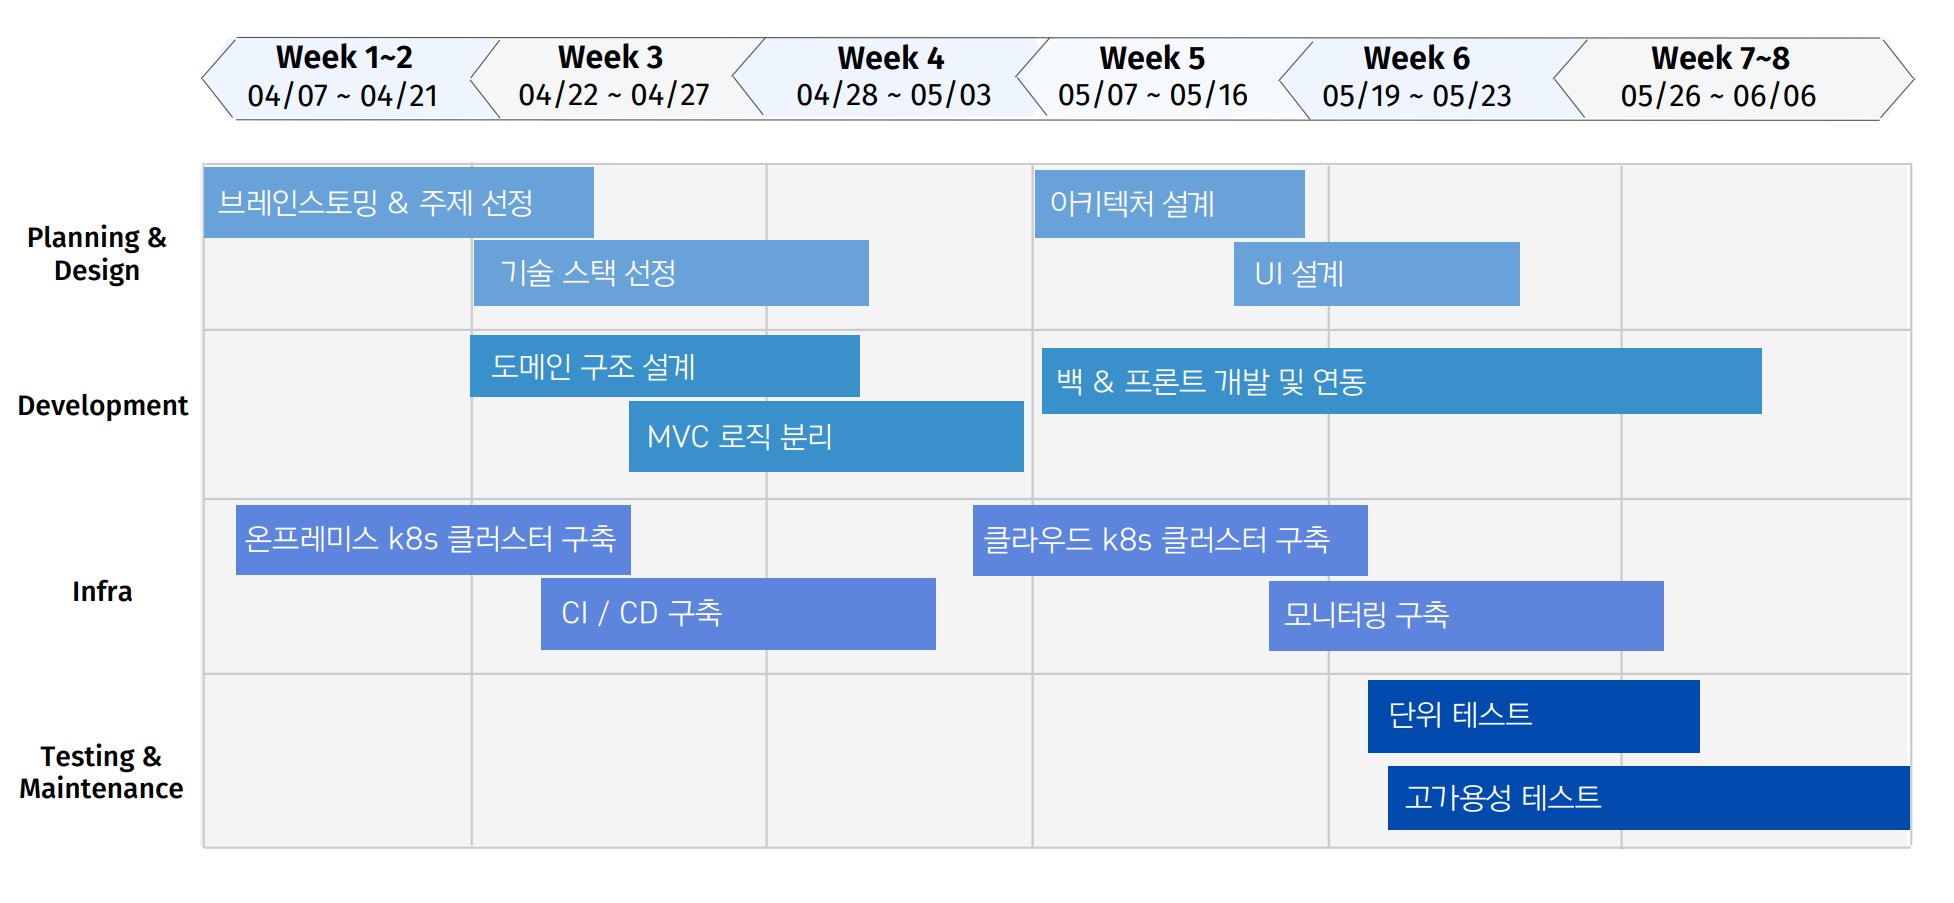 Week 1~2
04/07 ~ 04/21
Week 3
04/22 ~ 04/27
Week 4
04/28 ~ 05/03
Week 5
05/07 ~ 05/16
Week 6
05/19 ~ 05/23
Week 7~8
05/26 ~ 06/06
Planning &
Design
브레인스토밍 & 주제 선정
아키텍처 설계
기술 스택 선정
UI 설계
Development
도메인 구조 설계
백 & 프론트 개발 및 연동
MVC 로직 분리
Infra
온프레미스 k8s 클러스터 구축
클라우드 k8s 클러스터 구축
CI / CD 구축
모니터링 구축
Testing &
Maintenance
단위 테스트
고가용성 테스트